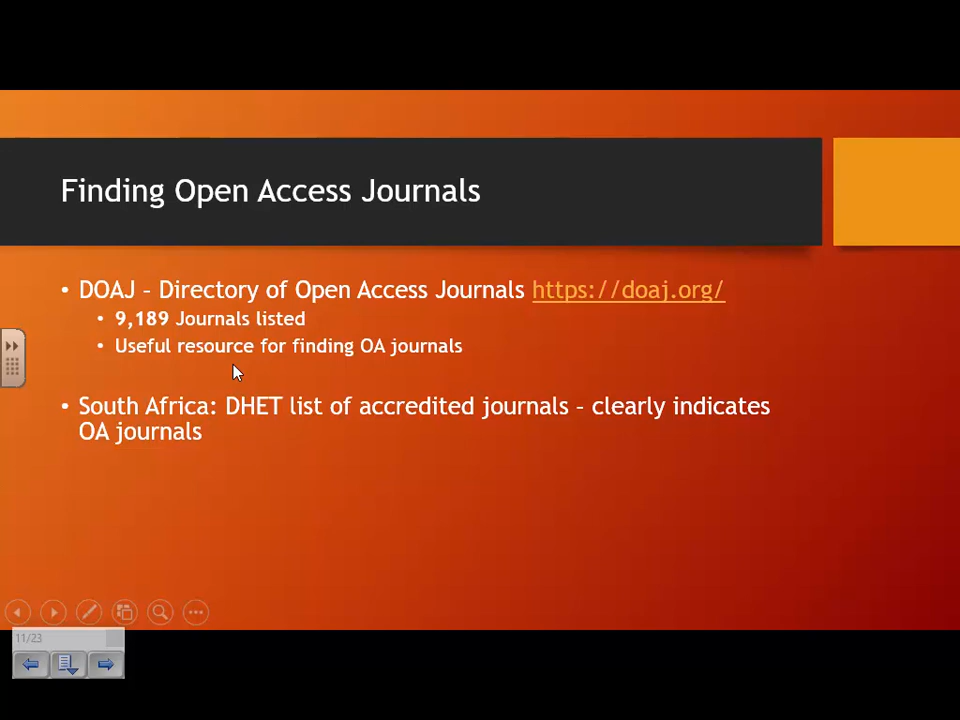 Finding Open Access Journals
• DOAJ – Directory of Open Access Journals https://doaj.org/
• 9,189 Journals listed
• Useful resource for finding OA journals
• South Africa: DHET list of accredited journals – clearly indicates
OA journals
11/23